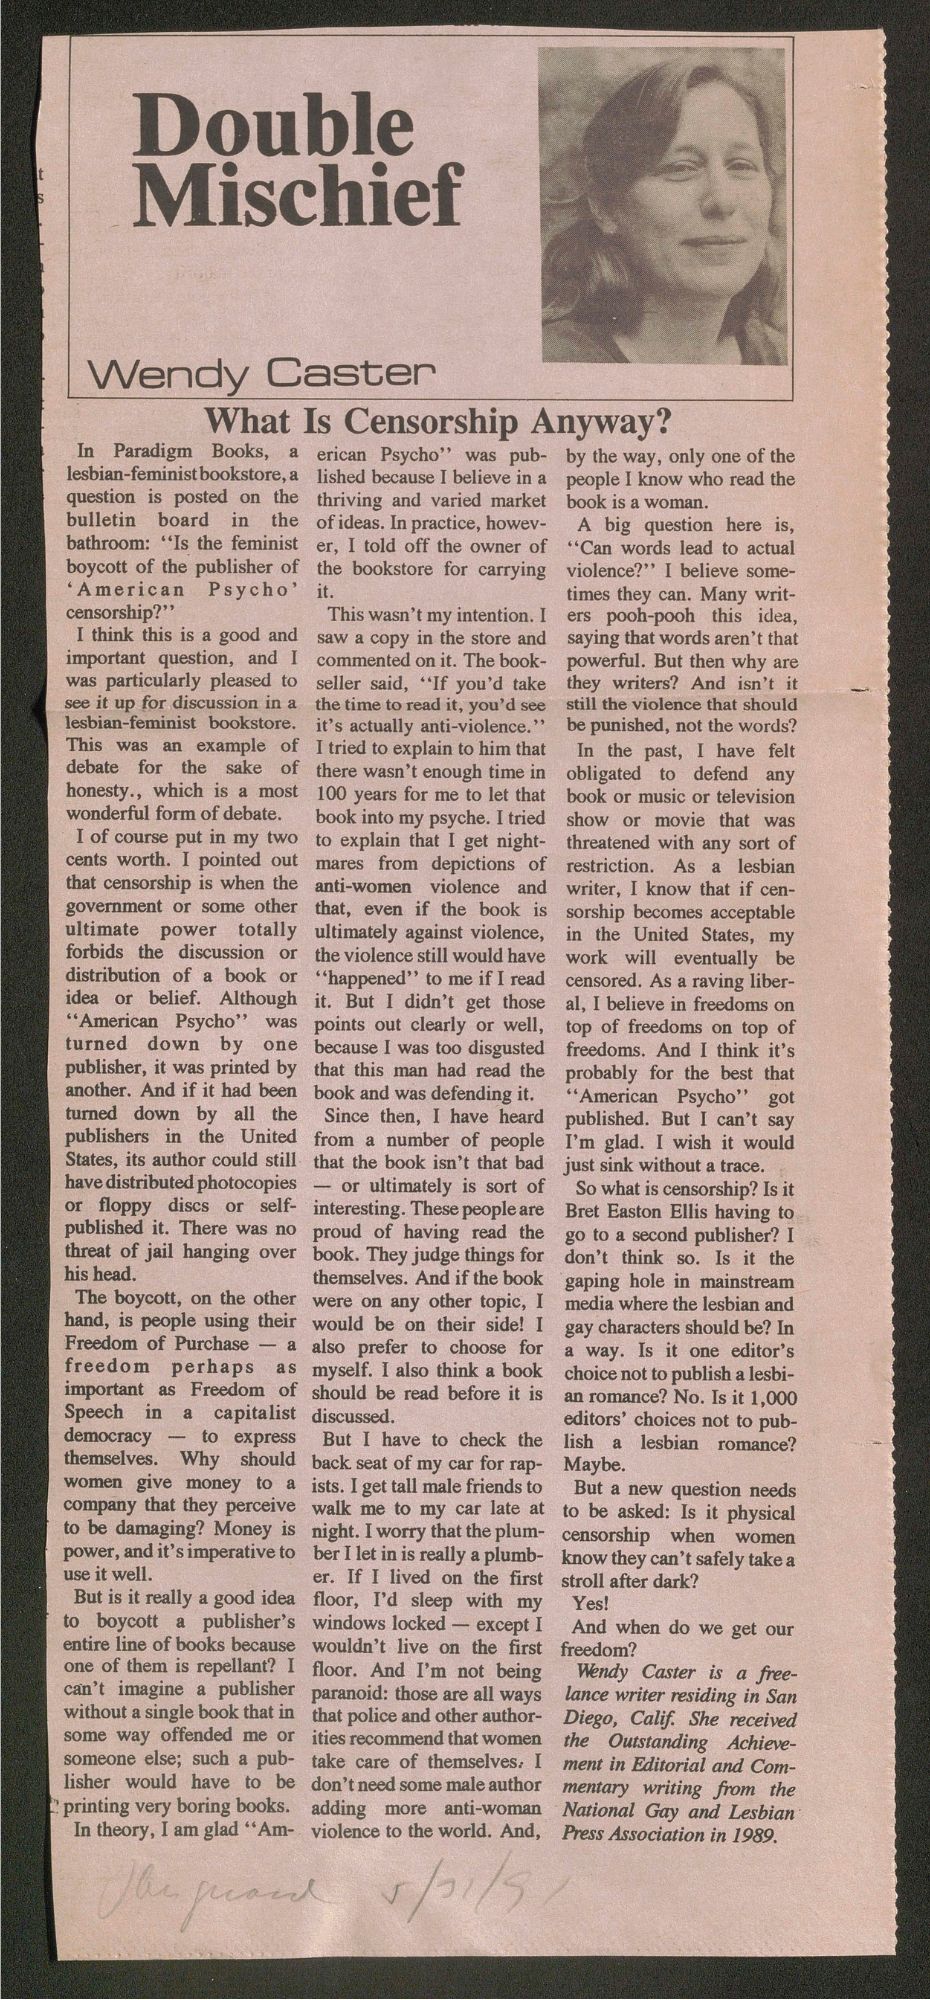 Double
Mischief
Wendy Caster
What Is Censorship Anyway?
In Paradigm Books, a
lesbian-feminist bookstore, a
question is posted on the
bulletin board in the
bathroom: “Is the feminist
boycott of the publisher of
‘American Psycho’
censorship?”
I think this is a good and
important question, and I
was particularly pleased to
see it up for discussion in a
lesbian-feminist bookstore.
This was an example of
debate for the sake of
honesty., which is a most
wonderful form of debate.
I of course put in my two
cents worth. I pointed out
that censorship is when the
government or some other
ultimate power totally
forbids the discussion or
distribution of a book or
idea or belief. Although
“American Psycho” was
turned down by one
publisher, it was printed by
another. And if it had been
turned down by all the
publishers in the United
States, its author could still
have distributed photocopies
or floppy discs or self-
published it. There was no
threat of jail hanging over
his head.
The boycott, on the other
hand, is people using their
Freedom of Purchase — a
freedom perhaps as
important as Freedom of
Speech in a capitalist
democracy — to express
themselves. Why should
women give money to a
company that they perceive
to be damaging? Money is
power, and it’s imperative to
use it well.
But is it really a good idea
to boycott a publisher’s
entire line of books because
one of them is repellant? I
can’t imagine a publisher
without a single book that in
some way offended me or
someone else; such a pub-
lisher would have to be
printing very boring books.
In theory, I am glad “Am-
erican Psycho” was pub-
lished because I believe in a
thriving and varied market
of ideas. In practice, howev-
er, I told off the owner of
the bookstore for carrying
it.
This wasn’t my intention. I
saw a copy in the store and
commented on it. The book-
seller said, “If you’d take
the time to read it, you’d see
it’s actually anti-violence.”
I tried to explain to him that
there wasn’t enough time in
100 years for me to let that
book into my psyche. I tried
to explain that I get night-
mares from depictions of
anti-women violence and
that, even if the book is
ultimately against violence,
the violence still would have
“happened” to me if I read
it. But I didn’t get those
points out clearly or well,
because I was too disgusted
that this man had read the
book and was defending it.
Since then, I have heard
from a number of people
that the book isn’t that bad
— or ultimately is sort of
interesting. These people are
proud of having read the
book. They judge things for
themselves. And if the book
were on any other topic, I
would be on their side! I
also prefer to choose for
myself. I also think a book
should be read before it is
discussed.
But I have to check the
back seat of my car for rap-
ists. I get tall male friends to
walk me to my car late at
night. I worry that the plum-
ber I let in is really a plumb-
er. If I lived on the first
floor, I’d sleep with my
windows locked — except I
wouldn’t live on the first
floor. And I’m not being
paranoid: those are all ways
that police and other author-
ities recommend that women
take care of themselves. I
don’t need some male author
adding more anti-woman
violence to the world. And,
by the way, only one of the
people I know who read the
book is a woman.
A big question here is,
“Can words lead to actual
violence?” I believe some-
times they can. Many writ-
ers pooh-pooh this idea,
saying that words aren’t that
powerful. But then why are
they writers? And isn’t it
still the violence that should
be punished, not the words?
In the past, I have felt
obligated to defend any
book or music or television
show or movie that was
threatened with any sort of
restriction. As a lesbian
writer, I know that if cen-
sorship becomes acceptable
in the United States, my
work will eventually be
censored. As a raving liber-
al, I believe in freedoms on
top of freedoms on top of
freedoms. And I think it’s
probably for the best that
“American Psycho” got
published. But I can’t say
I’m glad. I wish it would
just sink without a trace.
So what is censorship? Is it
Bret Easton Ellis having to
go to a second publisher? I
don’t think so. Is it the
gaping hole in mainstream
media where the lesbian and
gay characters should be? In
a way. Is it one editor’s
choice not to publish a lesbi-
an romance? No. Is it 1,000
editors’ choices not to pub-
lish a lesbian romance?
Maybe.
But a new question needs
to be asked: Is it physical
censorship when women
know they can’t safely take a
stroll after dark?
Yes!
And when do we get our
freedom?
Wendy Caster is a free-
lance writer residing in San
Diego, Calif. She received
the Outstanding Achieve-
ment in Editorial and Com-
mentary writing from the
National Gay and Lesbian
Press Association in 1989.
Vanguard 5/31/91